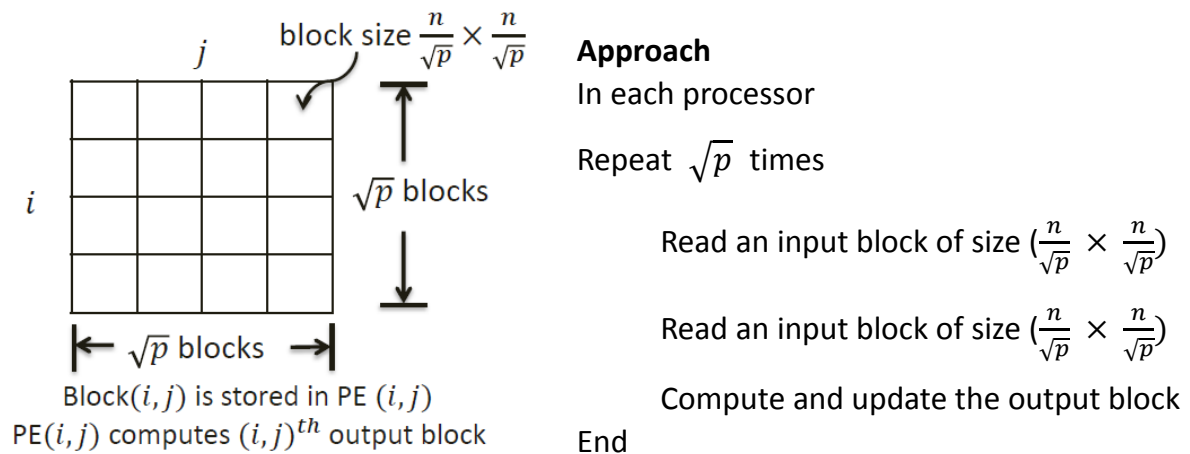 block size n/√p × n/√p
j
i
√p blocks
√p blocks
Block(i, j) is stored in PE (i, j)
PE(i, j) computes (i, j)^th output block
Approach
In each processor
Repeat √p times
Read an input block of size (n/√p × n/√p)
Read an input block of size (n/√p × n/√p)
Compute and update the output block
End